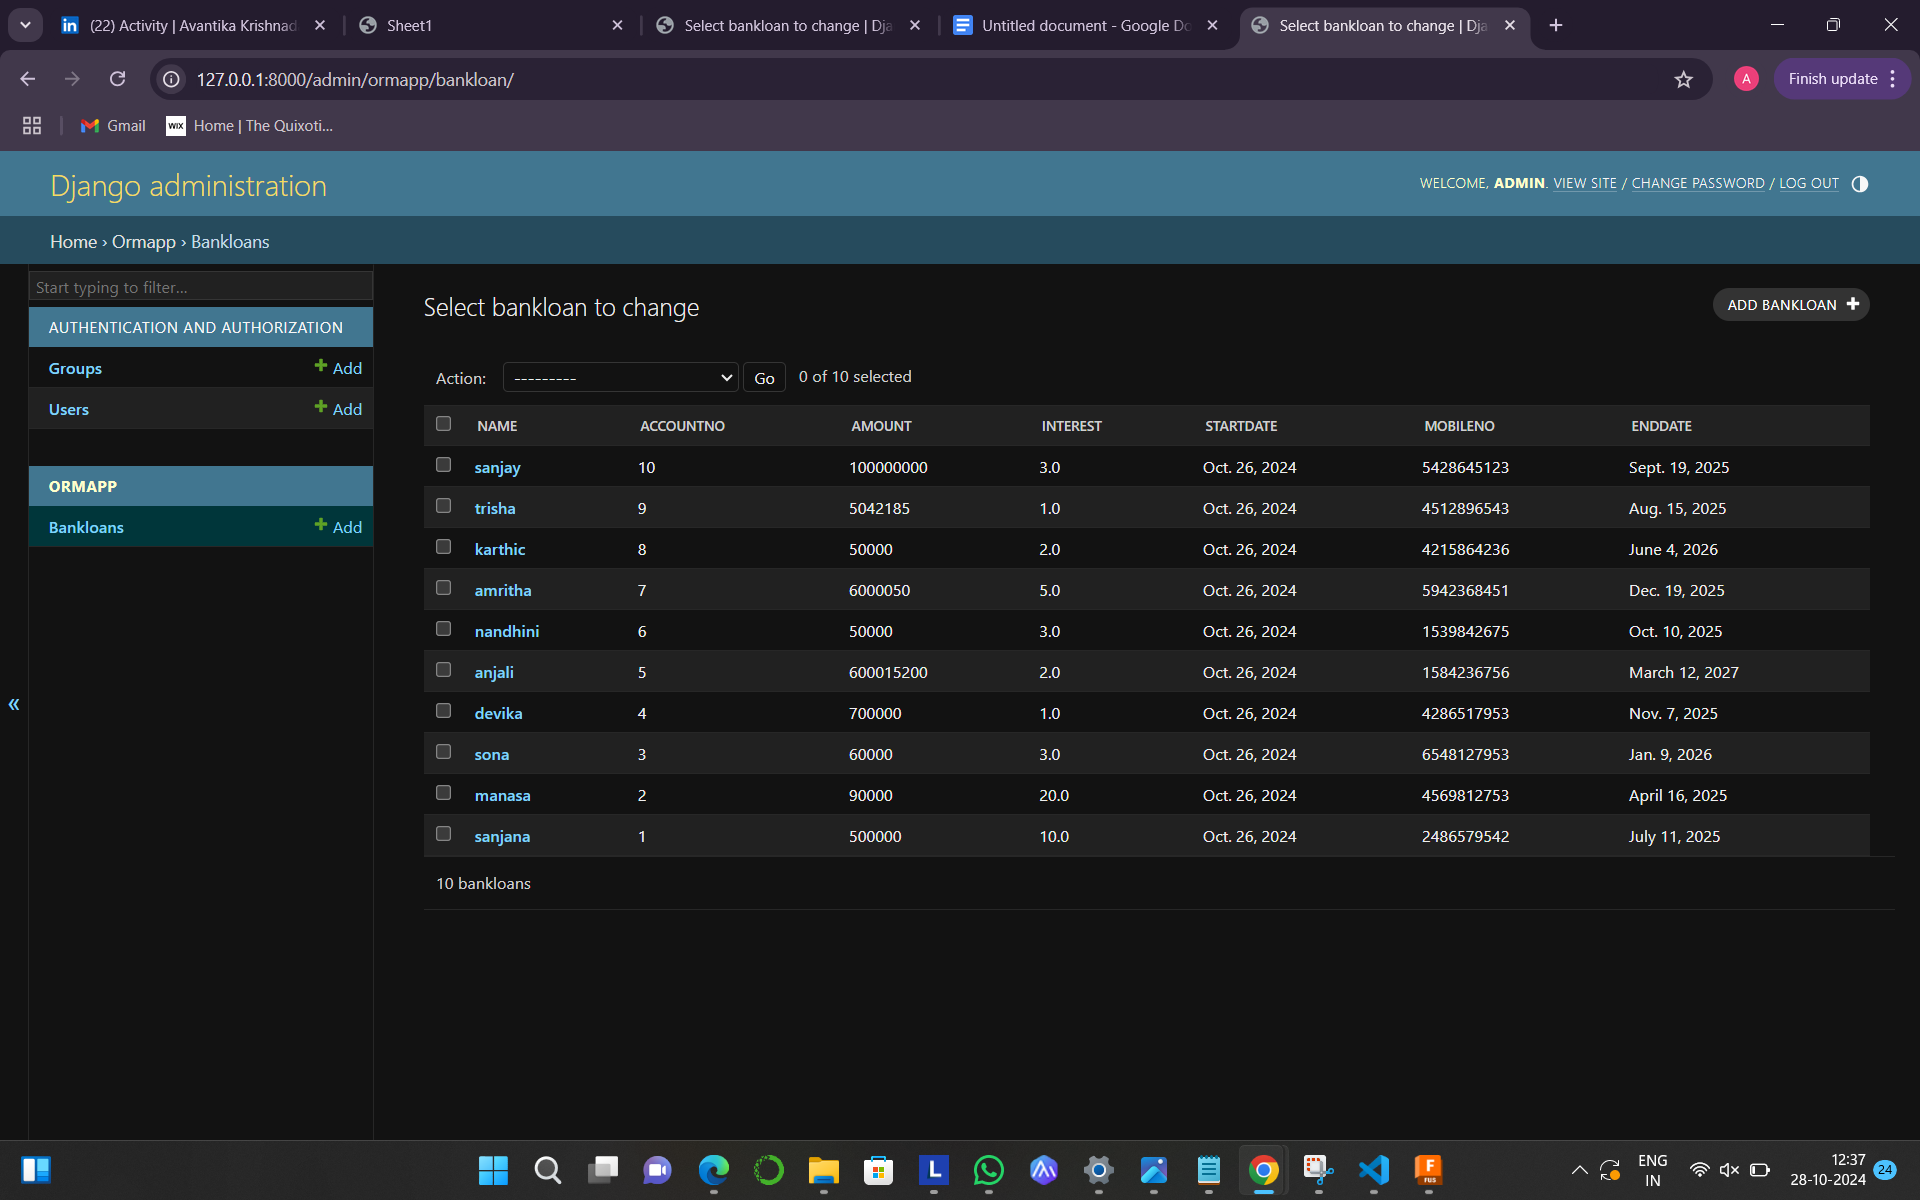 (22) Activity | Avantika Krishnad
Sheet1
Select bankloan to change | Dja
Untitled document - Google Do
Select bankloan to change | Dja
127.0.0.1:8000/admin/ormapp/bankloan/
A
Finish update
Gmail
WIX Home | The Quixoti...
Django administration
WELCOME, ADMIN. VIEW SITE / CHANGE PASSWORD / LOG OUT
Home › Ormapp › Bankloans
Start typing to filter...
AUTHENTICATION AND AUTHORIZATION
Groups + Add
Users + Add
ORMAPP
Bankloans + Add
«
Select bankloan to change
ADD BANKLOAN +
Action: --------- Go 0 of 10 selected
NAME ACCOUNTNO AMOUNT INTEREST STARTDATE MOBILENO ENDDATE
sanjay 10 100000000 3.0 Oct. 26, 2024 5428645123 Sept. 19, 2025
trisha 9 5042185 1.0 Oct. 26, 2024 4512896543 Aug. 15, 2025
karthic 8 50000 2.0 Oct. 26, 2024 4215864236 June 4, 2026
amritha 7 6000050 5.0 Oct. 26, 2024 5942368451 Dec. 19, 2025
nandhini 6 50000 3.0 Oct. 26, 2024 1539842675 Oct. 10, 2025
anjali 5 600015200 2.0 Oct. 26, 2024 1584236756 March 12, 2027
devika 4 700000 1.0 Oct. 26, 2024 4286517953 Nov. 7, 2025
sona 3 60000 3.0 Oct. 26, 2024 6548127953 Jan. 9, 2026
manasa 2 90000 20.0 Oct. 26, 2024 4569812753 April 16, 2025
sanjana 1 500000 10.0 Oct. 26, 2024 2486579542 July 11, 2025
10 bankloans
L
F
FUS
ENG
IN
12:37
28-10-2024
24